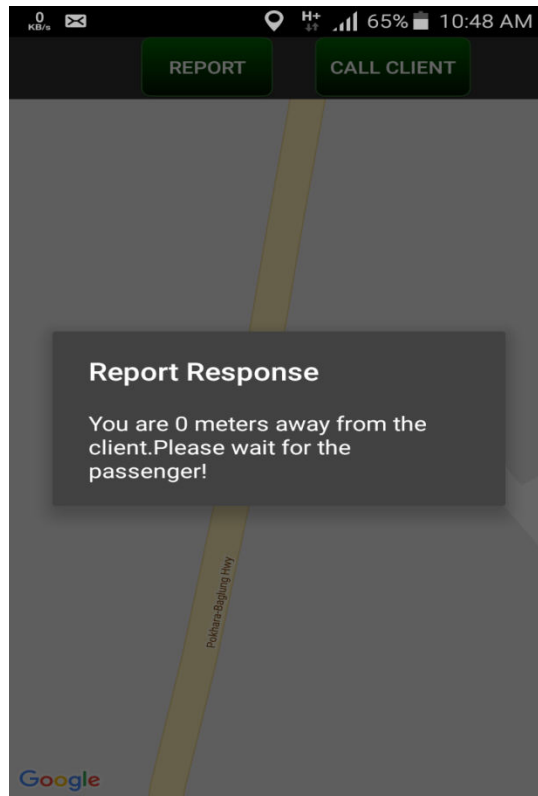 0
KB/s
H+
65%
10:48 AM
REPORT
CALL CLIENT
Report Response
You are 0 meters away from the
client.Please wait for the
passenger!
Pokhara-Baglung Hwy
Google